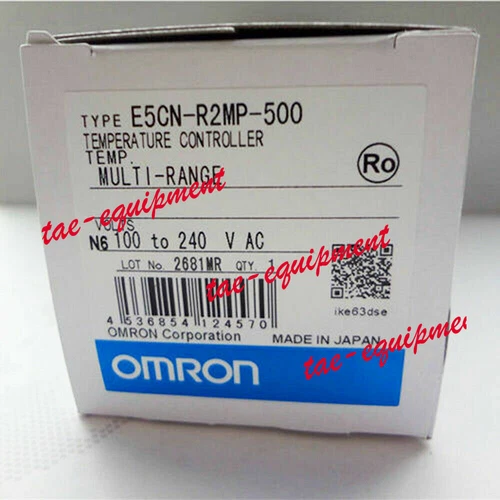 TYPE E5CN-R2MP-500
TEMPERATURE CONTROLLER
TEMP.
MULTI-RANGE
Ro
tae-equipment
VOLTS
N6 100 to 240 V AC
tae-equipment
LOT No. 2681MR QTY. 1
ike63dse
4 536854 124570
OMRON Corporation
MADE IN JAPAN
tae-equipment
OMRON